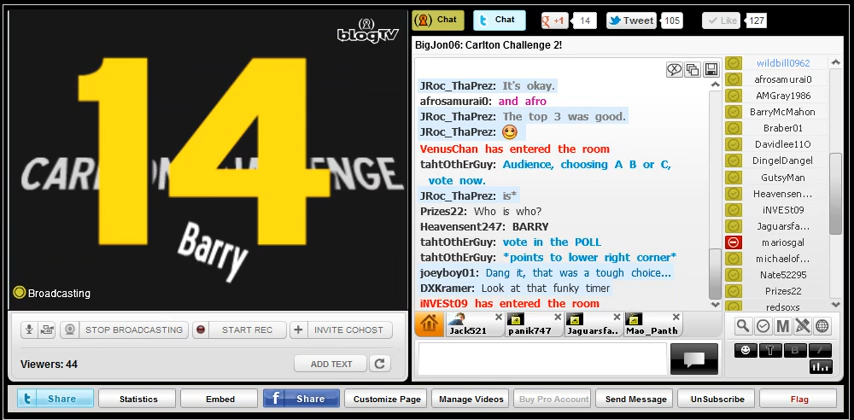 blogTV
14
CARLTON CHALLENGE
Barry
Broadcasting
STOP BROADCASTING
START REC
INVITE COHOST
Viewers: 44
ADD TEXT
Chat
Chat
+1
14
Tweet
105
Like
127
BigJon06: Carlton Challenge 2!
JRoc_ThaPrez: It's okay.
afrosamurai0: and afro
JRoc_ThaPrez: The top 3 was good.
JRoc_ThaPrez:
VenusChan has entered the room
tahtOthErGuy: Audience, choosing A B or C,
vote now.
JRoc_ThaPrez: is*
Prizes22: Who is who?
Heavensent247: BARRY
tahtOthErGuy: vote in the POLL
tahtOthErGuy: *points to lower right corner*
joeyboy01: Dang it, that was a tough choice...
DXKramer: Look at that funky timer
iNVESt09 has entered the room
Jack521
panik747
Jaguarsfa..
Mao_Panth
wildbill0962
afrosamurai0
AMGray1986
BarryMcMahon
Braber01
Davidlee11O
DingelDangel
GutsyMan
Heavensen...
iNVESt09
Jaguarsfa...
mariosgal
michaelof...
Nate52295
Prizes22
redsoxs
M
T
B
I
Share
Statistics
Embed
Share
Customize Page
Manage Videos
Buy Pro Account
Send Message
UnSubscribe
Flag